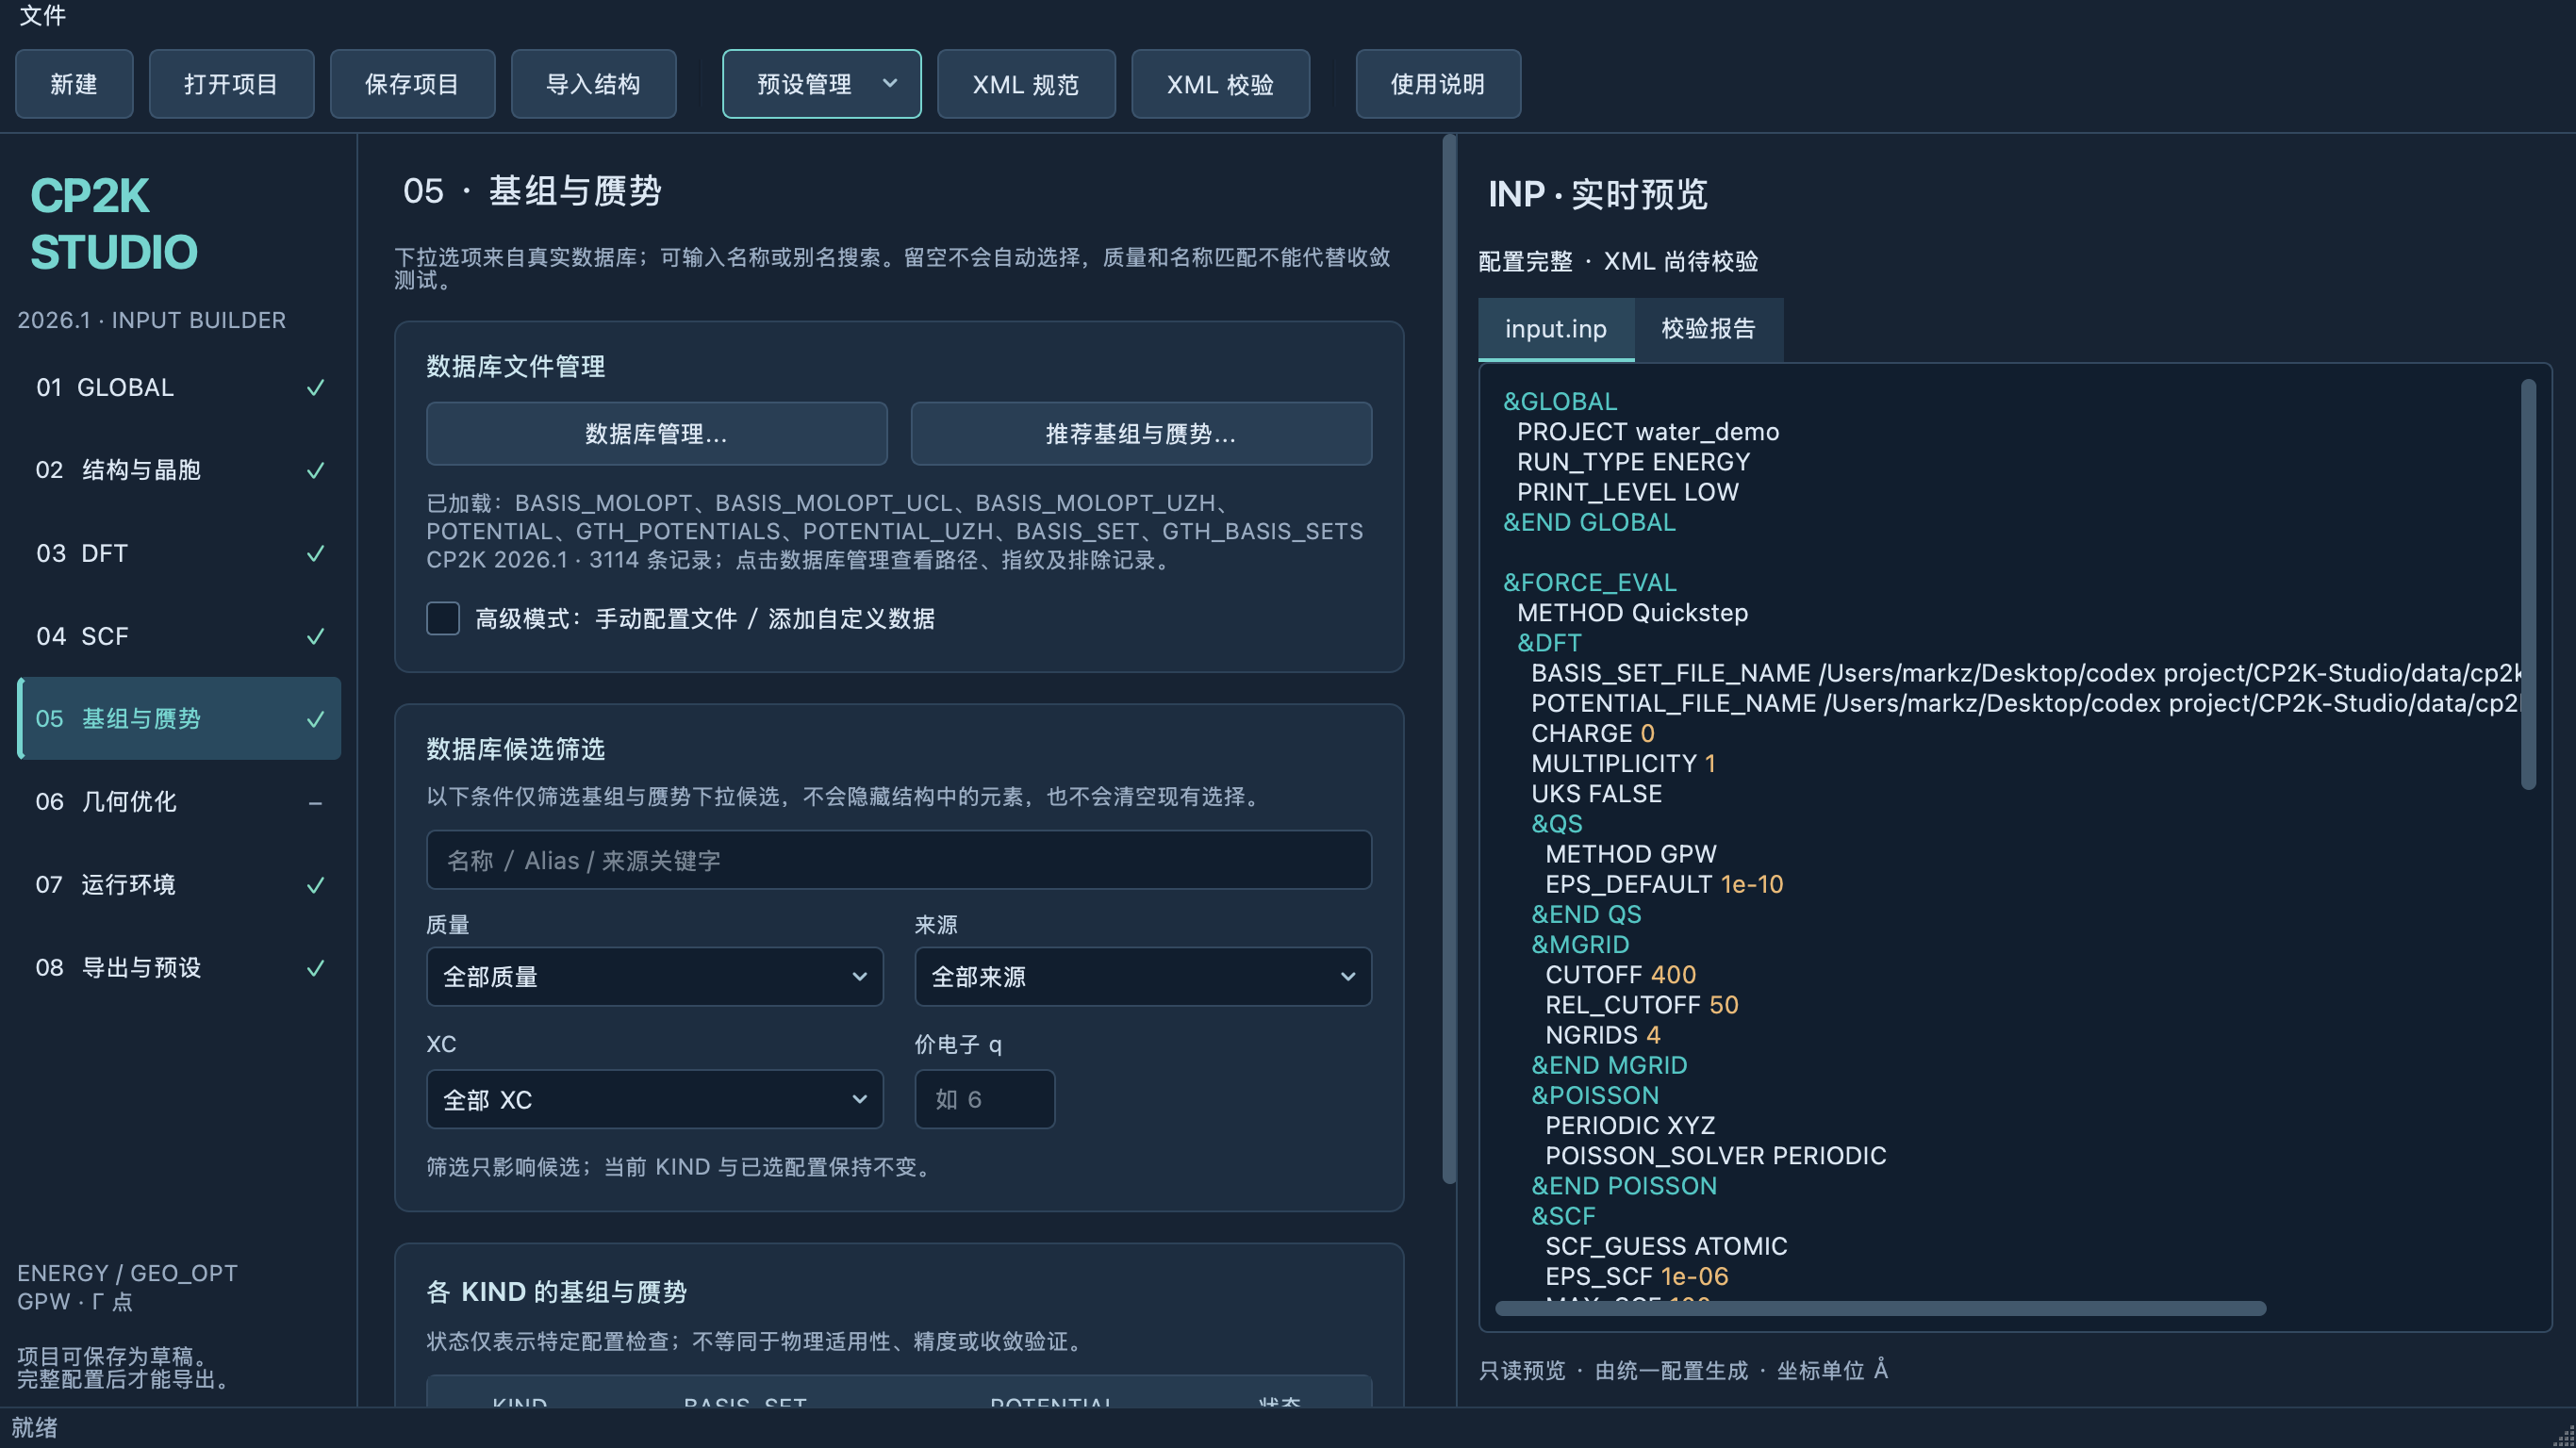 文件
新建
打开项目
保存项目
导入结构
预设管理
XML 规范
XML 校验
使用说明
CP2K
STUDIO
2026.1 · INPUT BUILDER
01 GLOBAL ✓
02 结构与晶胞 ✓
03 DFT ✓
04 SCF ✓
05 基组与赝势 ✓
06 几何优化 –
07 运行环境 ✓
08 导出与预设 ✓
ENERGY / GEO_OPT
GPW · Γ 点
项目可保存为草稿。
完整配置后才能导出。
05 · 基组与赝势
下拉选项来自真实数据库；可输入名称或别名搜索。留空不会自动选择，质量和名称匹配不能代替收敛
测试。
数据库文件管理
数据库管理...
推荐基组与赝势...
已加载：BASIS_MOLOPT、BASIS_MOLOPT_UCL、BASIS_MOLOPT_UZH、
POTENTIAL、GTH_POTENTIALS、POTENTIAL_UZH、BASIS_SET、GTH_BASIS_SETS
CP2K 2026.1 · 3114 条记录；点击数据库管理查看路径、指纹及排除记录。
高级模式：手动配置文件 / 添加自定义数据
数据库候选筛选
以下条件仅筛选基组与赝势下拉候选，不会隐藏结构中的元素，也不会清空现有选择。
名称 / Alias / 来源关键字
质量
来源
全部质量
全部来源
XC
价电子 q
全部 XC
如 6
筛选只影响候选；当前 KIND 与已选配置保持不变。
各 KIND 的基组与赝势
状态仅表示特定配置检查；不等同于物理适用性、精度或收敛验证。
KIND BASIS_SET POTENTIAL 状态
INP · 实时预览
配置完整 · XML 尚待校验
input.inp
校验报告
&GLOBAL
PROJECT water_demo
RUN_TYPE ENERGY
PRINT_LEVEL LOW
&END GLOBAL
&FORCE_EVAL
METHOD Quickstep
&DFT
BASIS_SET_FILE_NAME /Users/markz/Desktop/codex project/CP2K-Studio/data/cp2k
POTENTIAL_FILE_NAME /Users/markz/Desktop/codex project/CP2K-Studio/data/cp2
CHARGE 0
MULTIPLICITY 1
UKS FALSE
&QS
METHOD GPW
EPS_DEFAULT 1e-10
&END QS
&MGRID
CUTOFF 400
REL_CUTOFF 50
NGRIDS 4
&END MGRID
&POISSON
PERIODIC XYZ
POISSON_SOLVER PERIODIC
&END POISSON
&SCF
SCF_GUESS ATOMIC
EPS_SCF 1e-06
MAX_SCF 100
只读预览 · 由统一配置生成 · 坐标单位 Å
就绪